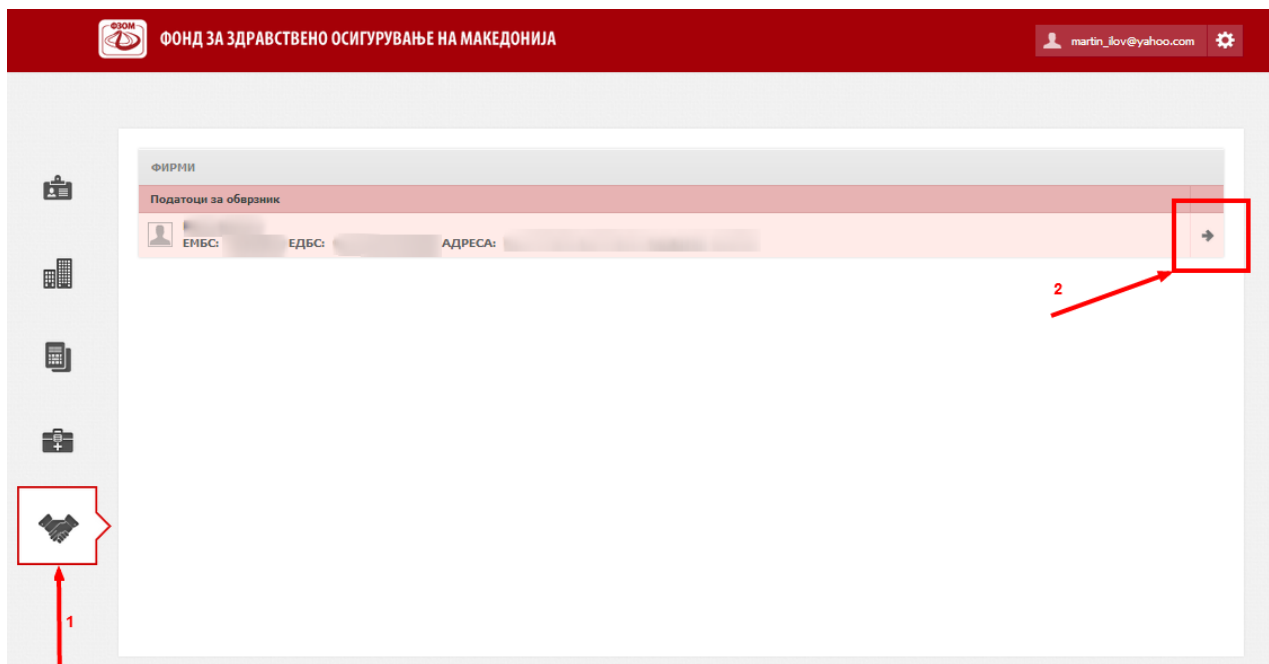 ФЗОМ
ФОНД ЗА ЗДРАВСТВЕНО ОСИГУРУВАЊЕ НА МАКЕДОНИЈА
martin_ilov@yahoo.com
ФИРМИ
Податоци за обврзник
ЕМБС: ЕДБС: АДРЕСА:
2
1